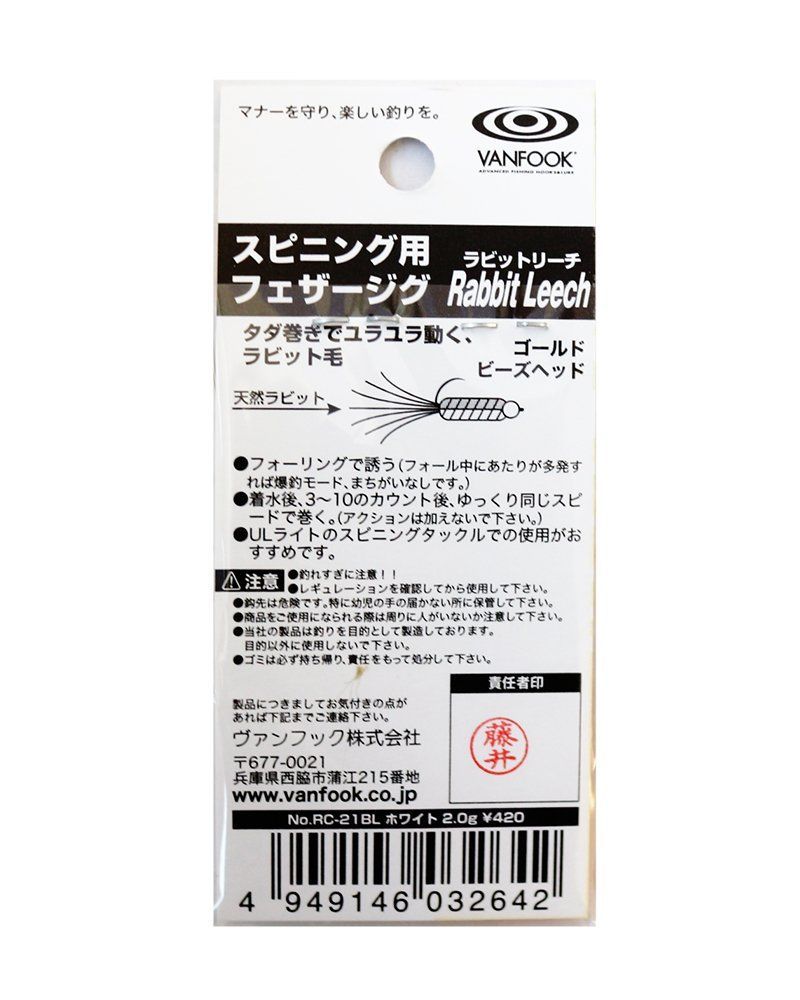 マナーを守り、楽しい釣りを。
VANFOOK
ADVANCED FISHING HOOKS&LURE
スピニング用
フェザージグ
ラビットリーチ
Rabbit Leech
タダ巻きでユラユラ動く、
ラビット毛
ゴールド
ビーズヘッド
天然ラビット
●フォーリングで誘う(フォール中にあたりが多発す
れば爆釣モード、まちがいなしです。)
●着水後、3〜10のカウント後、ゆっくり同じスピ
ードで巻く。(アクションは加えないで下さい。)
●ULライトのスピニングタックルでの使用がお
すすめです。
注意
●釣れすぎに注意!!
●レギュレーションを確認してから使用して下さい。
●鈎先は危険です。特に幼児の手の届かない所に保管して下さい。
●商品をご使用になられる際は周りに人がいないか注意して下さい。
●当社の製品は釣りを目的として製造しております。
目的以外に使用しないで下さい。
●ゴミは必ず持ち帰り、責任をもって処分して下さい。
製品につきましてお気付きの点が
あれば下記までご連絡下さい。
ヴァンフック株式会社
〒677-0021
兵庫県西脇市蒲江215番地
www.vanfook.co.jp
責任者印
藤井
No.RC-21BL ホワイト 2.0g ¥420
4 949146 032642